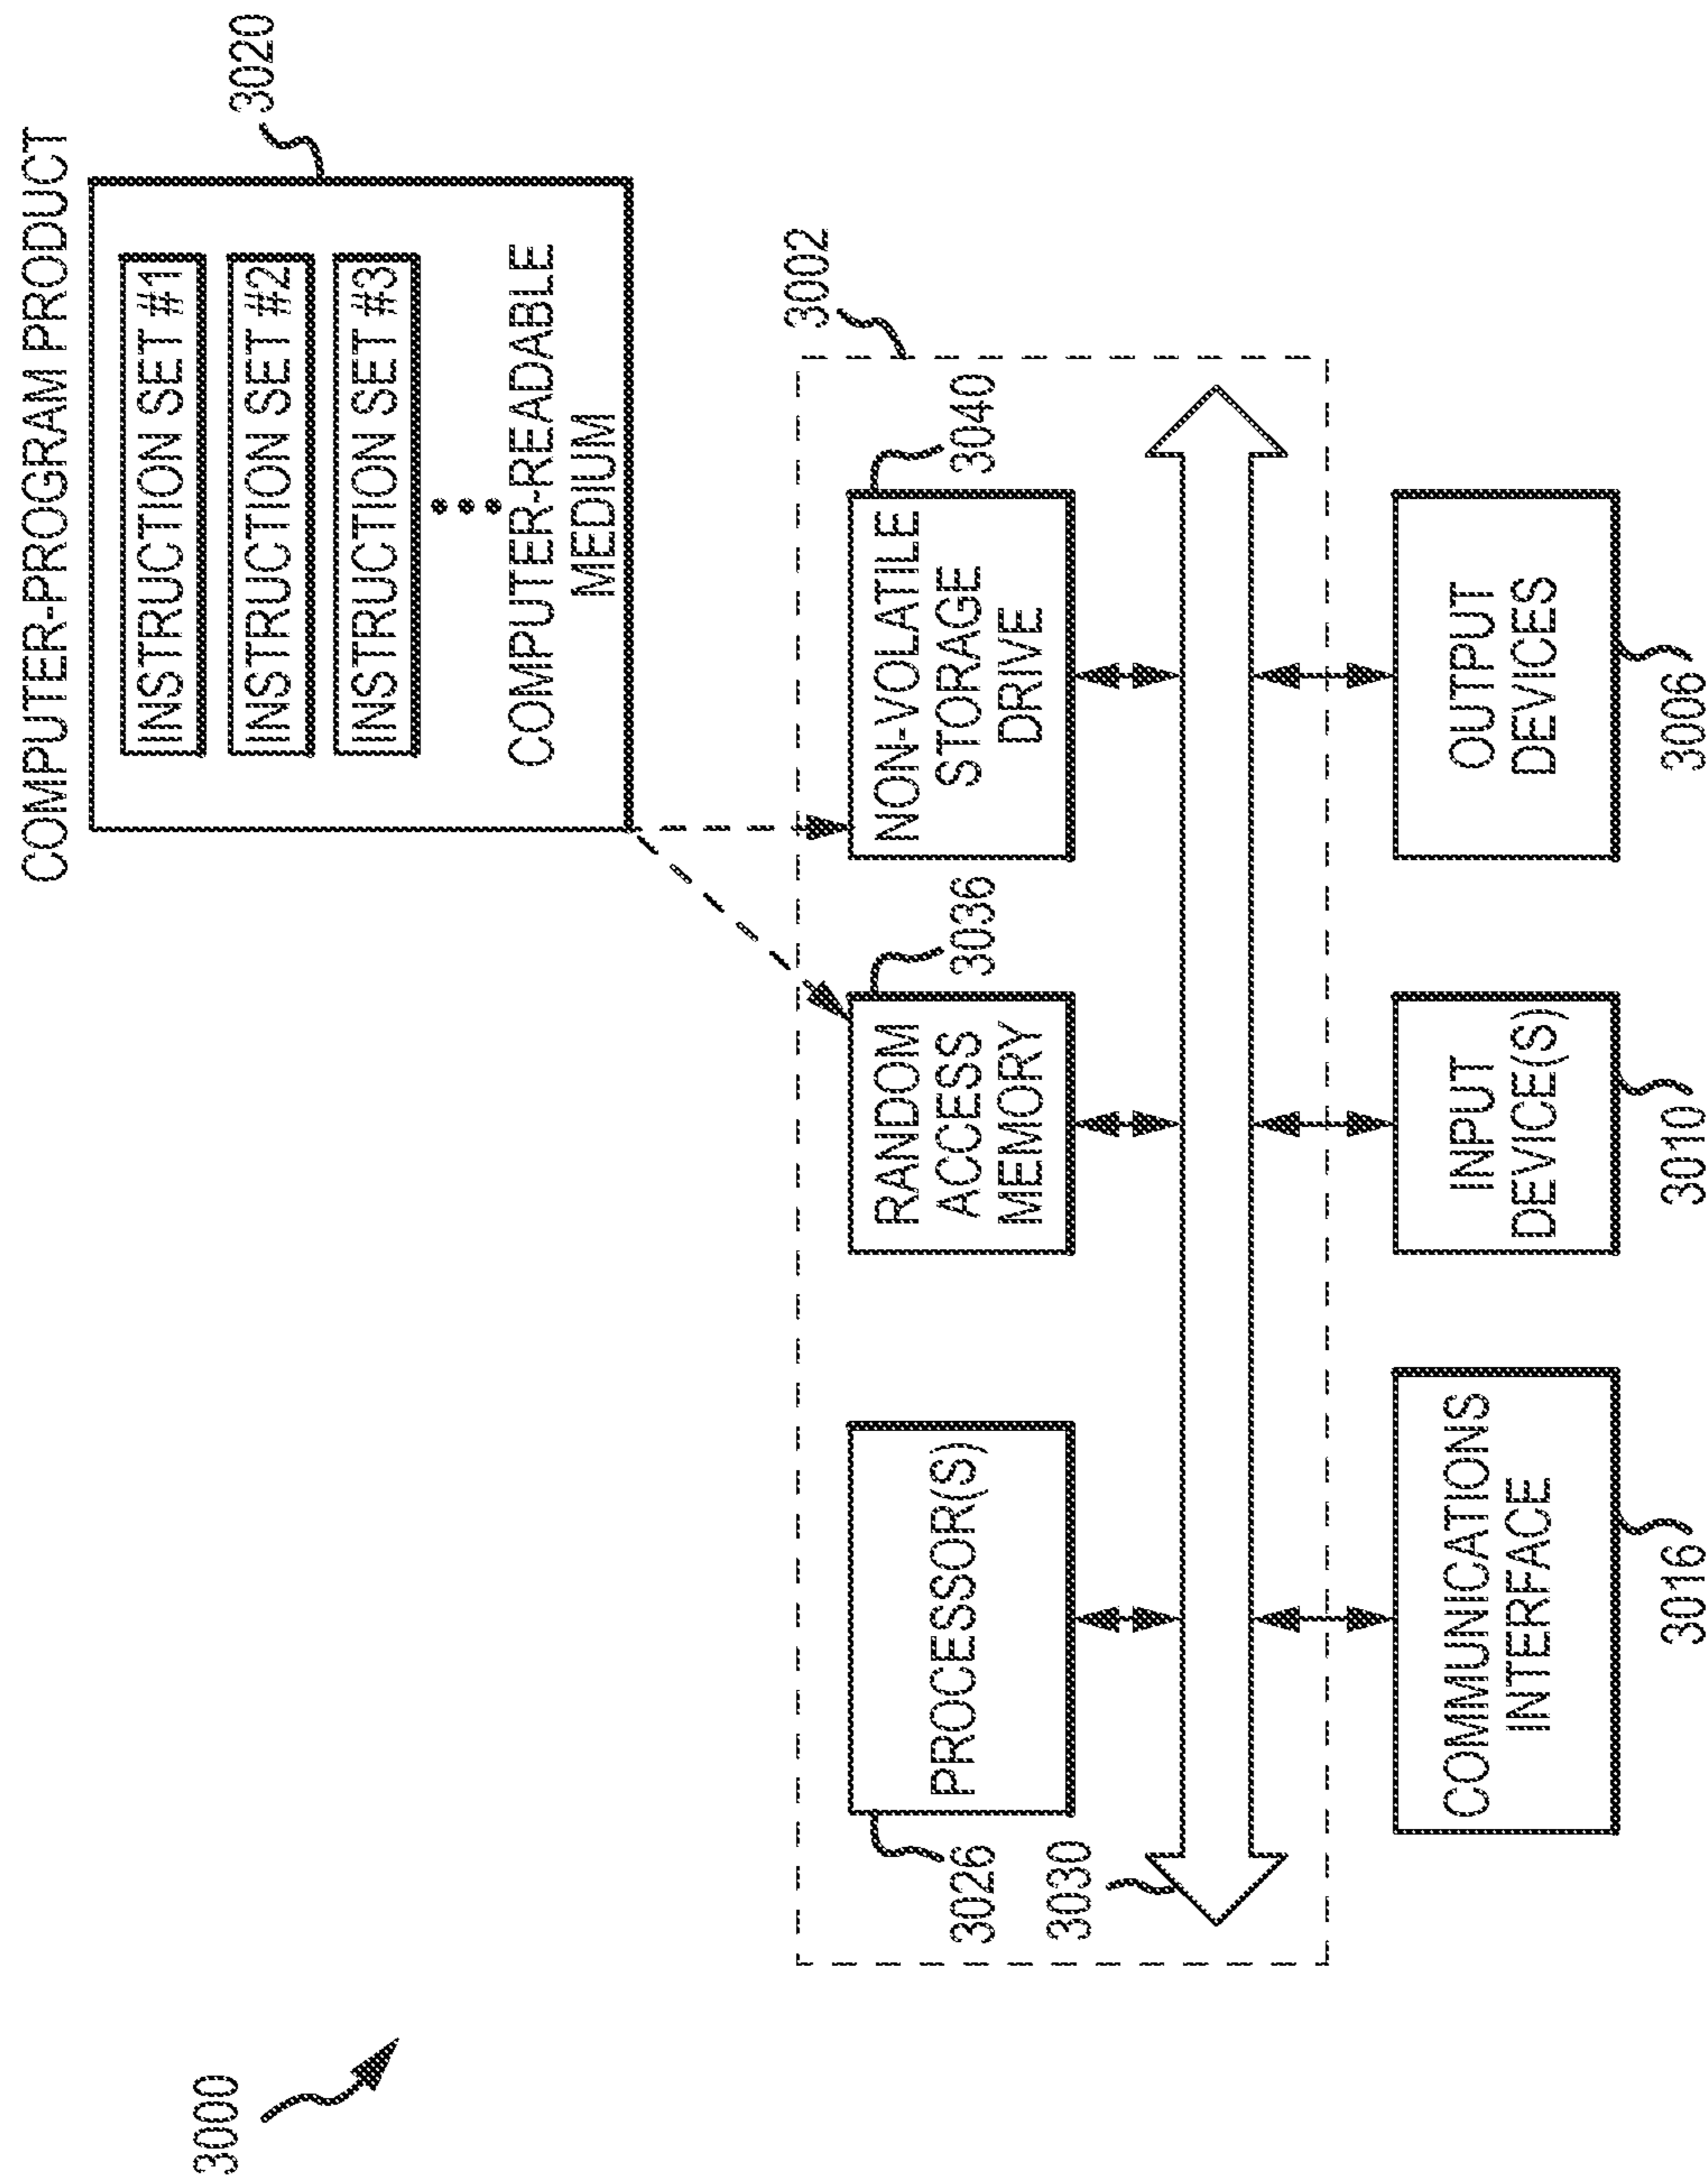 3000
COMPUTER-PROGRAM PRODUCT
3020
INSTRUCTION SET #1
INSTRUCTION SET #2
INSTRUCTION SET #3
COMPUTER-READABLE
MEDIUM
3002
3026
PROCESSOR(S)
3036
RANDOM
ACCESS
MEMORY
3040
NON-VOLATILE
STORAGE
DRIVE
3030
COMMUNICATIONS
INTERFACE
3016
INPUT
DEVICE(S)
3010
OUTPUT
DEVICES
3006